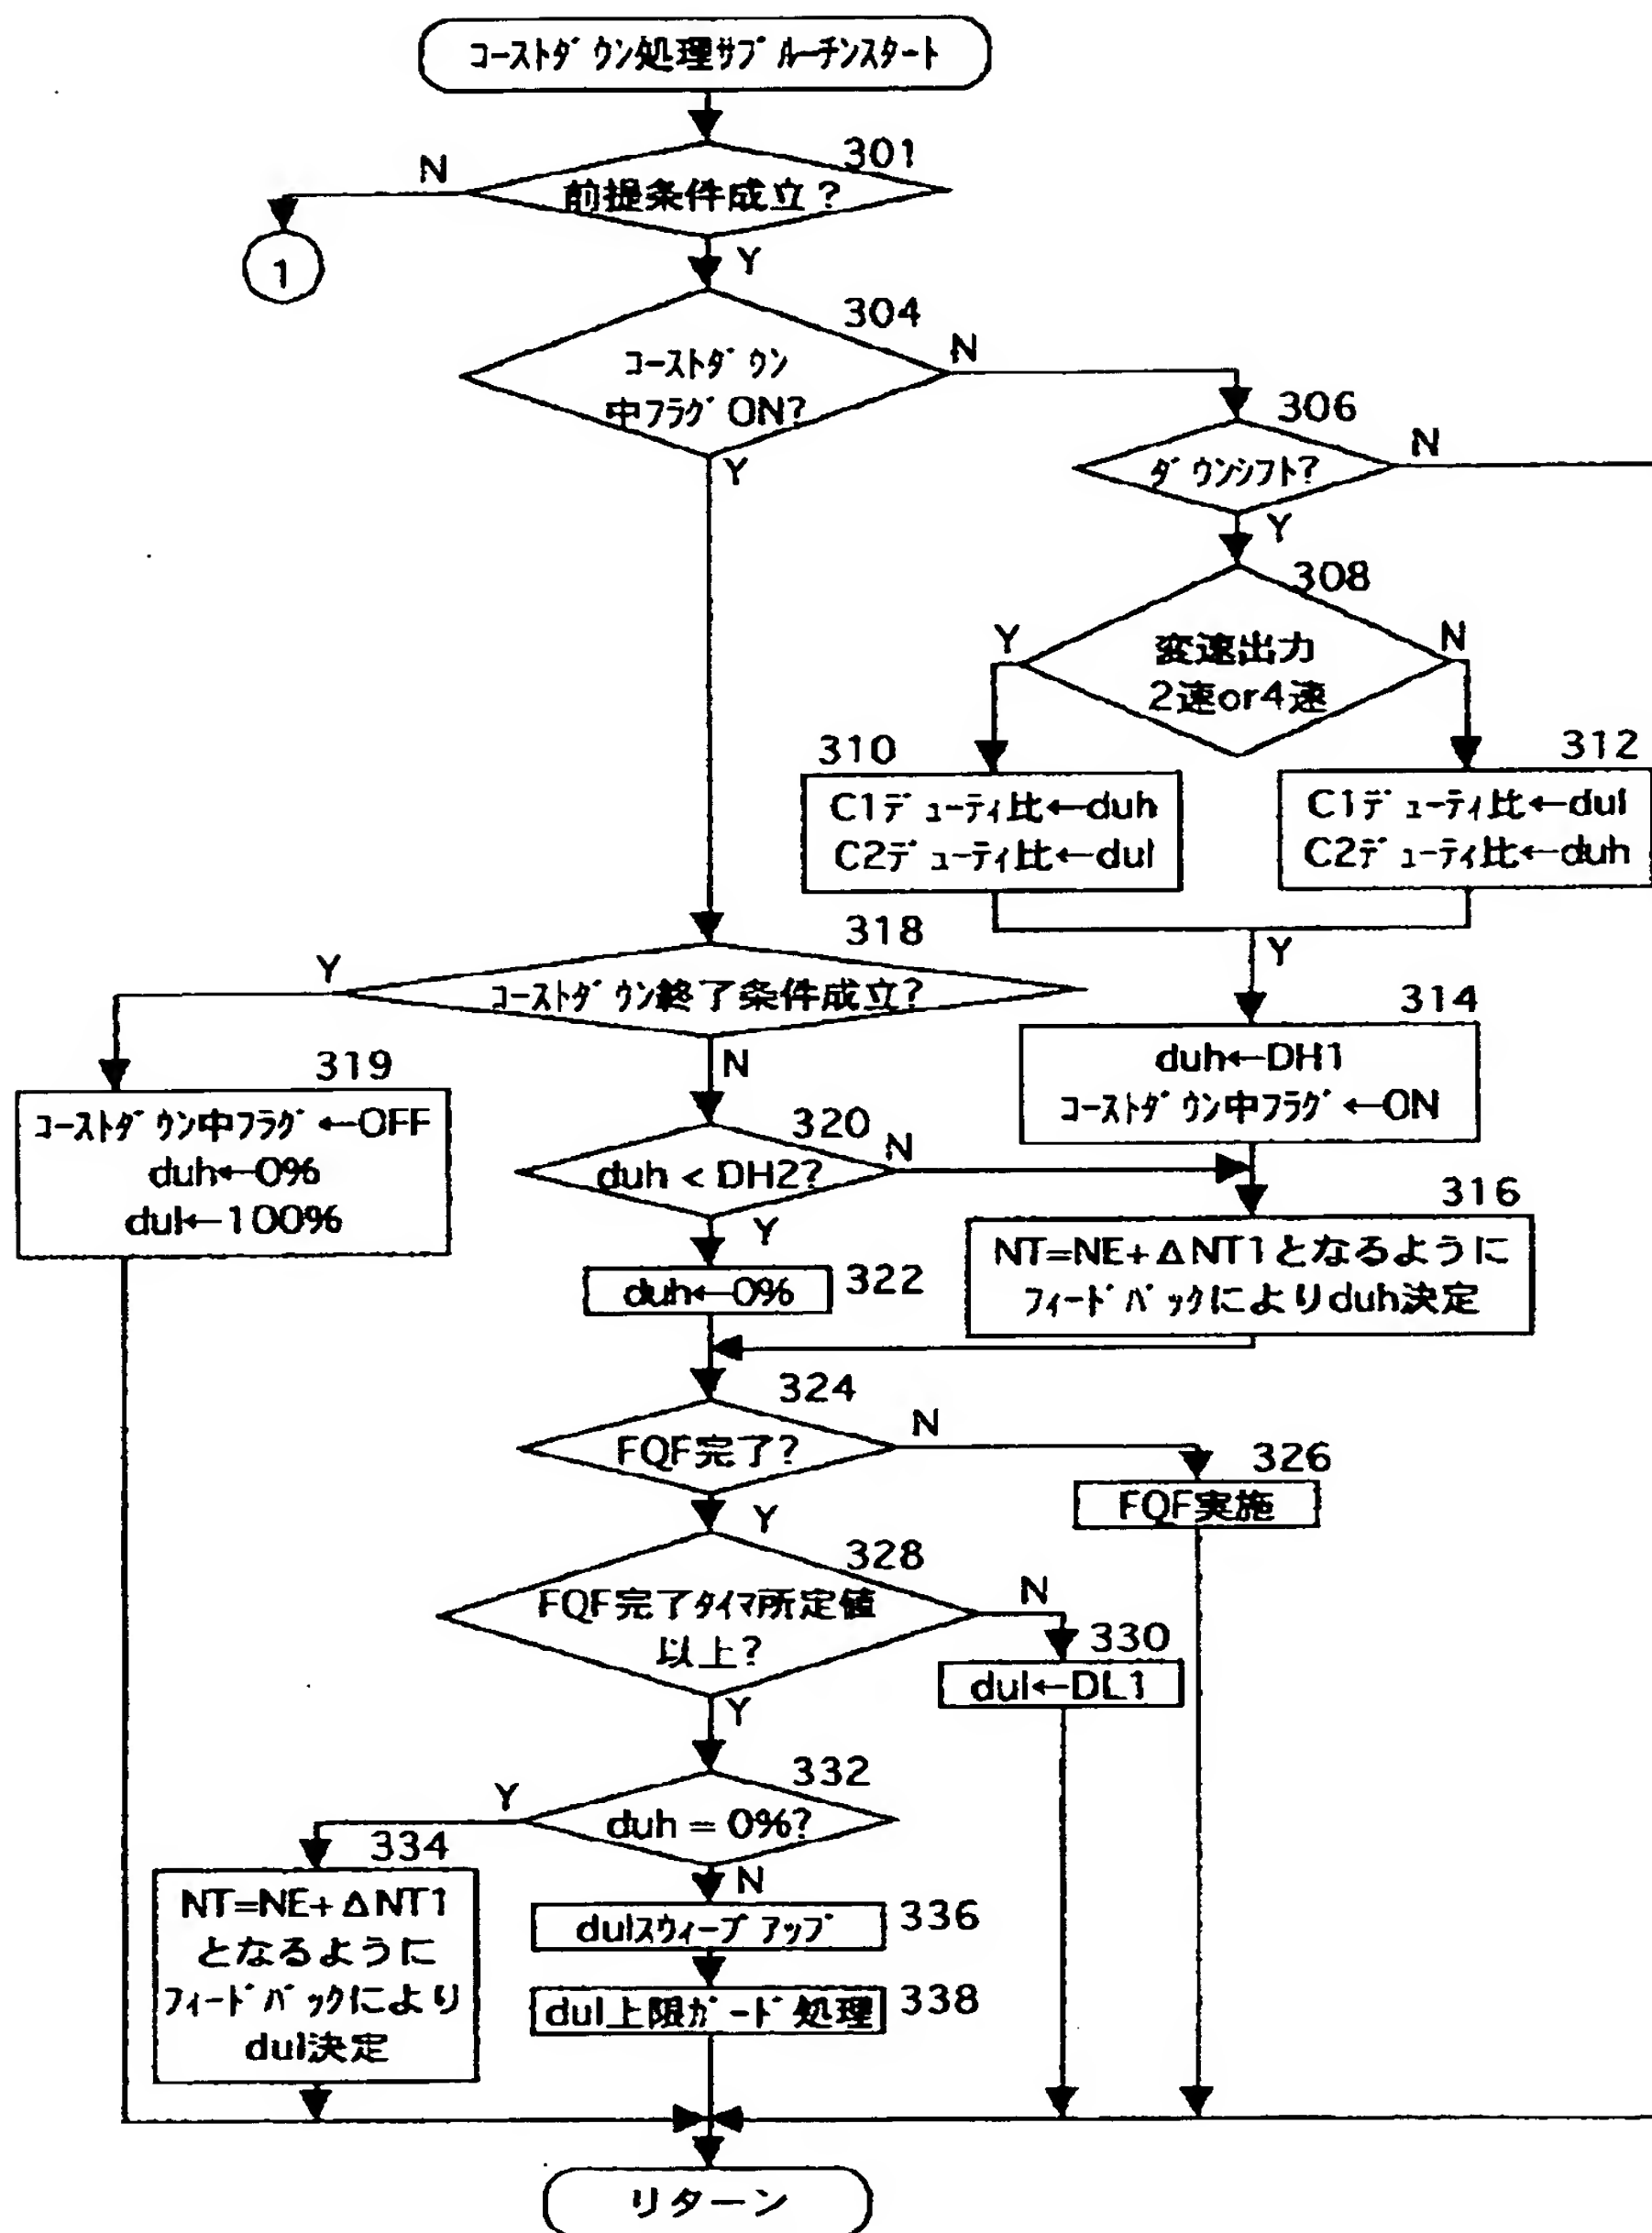 コーストダウン処理サブルーチンスタート
301
N
前提条件成立?
1
Y
304
コーストダウン
中フラグON?
N
Y
306
ダウンシフト?
N
Y
308
変速出力
2速or4速
Y
N
310
C1デューティ比←duh
C2デューティ比←dul
312
C1デューティ比←dul
C2デューティ比←duh
Y
318
コーストダウン終了条件成立?
Y
N
314
duh←DH1
コーストダウン中フラグ←ON
319
コーストダウン中フラグ←OFF
duh←0%
dul←100%
320
duh < DH2?
N
Y
316
NT=NE+ΔNT1となるように
フィードバックによりduh決定
322
duh←0%
324
FQF完了?
N
Y
326
FQF実施
328
FQF完了タイマ所定値
以上?
N
Y
330
dul←DL1
332
duh = 0%?
Y
N
334
NT=NE+ΔNT1
となるように
フィードバックにより
dul決定
336
dulスウィープアップ
338
dul上限ガード処理
リターン